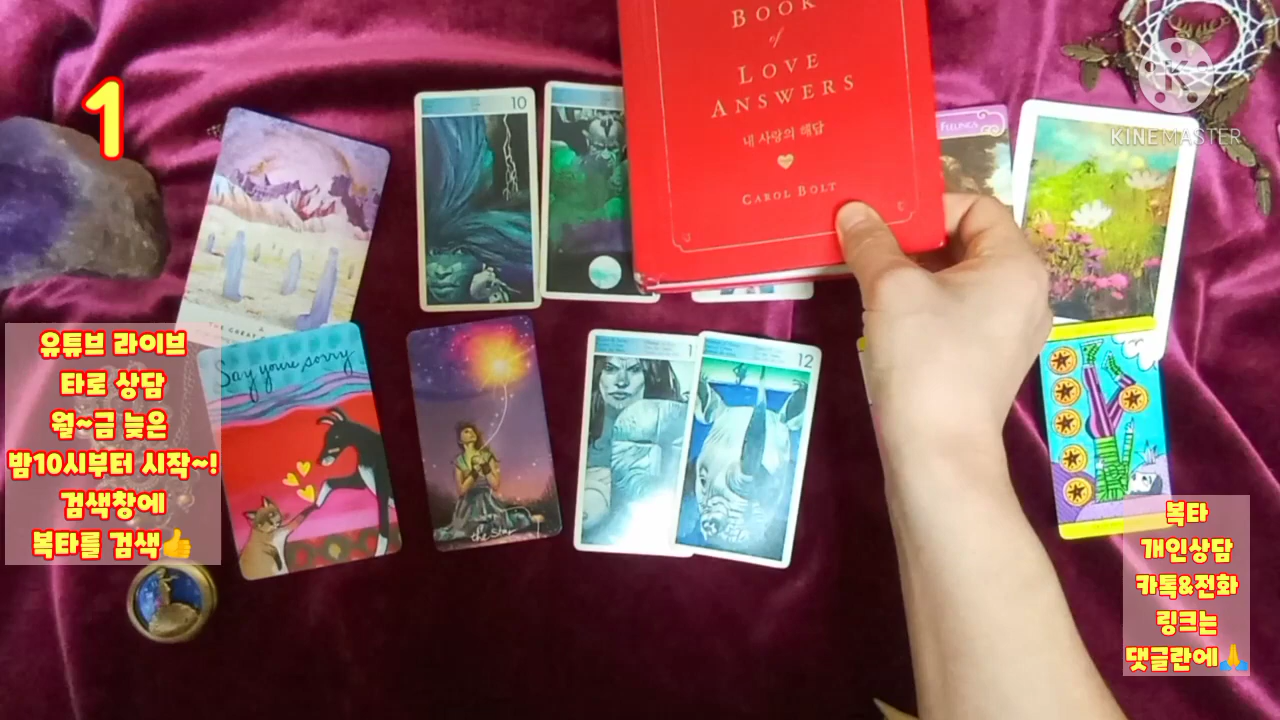 1
BOOK
of
LOVE
ANSWERS
내 사랑의 해답
CAROL BOLT
KINEMASTER
FEELINGS
10
THE GREAT
Say you're sorry
the Star
1
12
유튜브 라이브
타로 상담
월~금 늦은
밤10시부터 시작~!
검색창에
복타를 검색👍
복타
개인상담
카톡&전화
링크는
댓글란에🙏